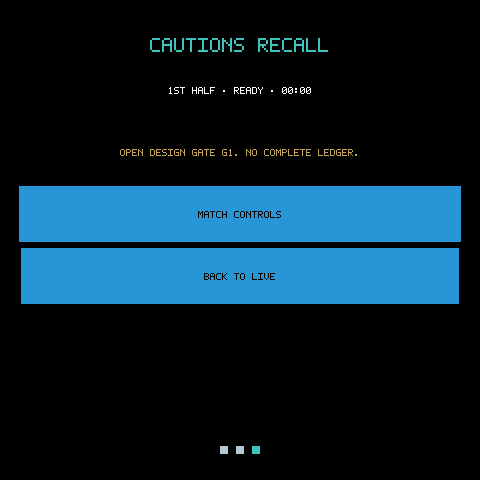 CAUTIONS RECALL
1ST HALF · READY · 00:00
OPEN DESIGN GATE G1. NO COMPLETE LEDGER.
MATCH CONTROLS
BACK TO LIVE